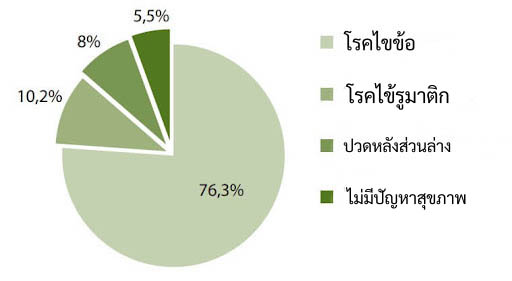 5,5%
8%
10,2%
76,3%
โรคไขข้อ
โรคไข้รูมาติก
ปวดหลังส่วนล่าง
ไม่มีปัญหาสุขภาพ